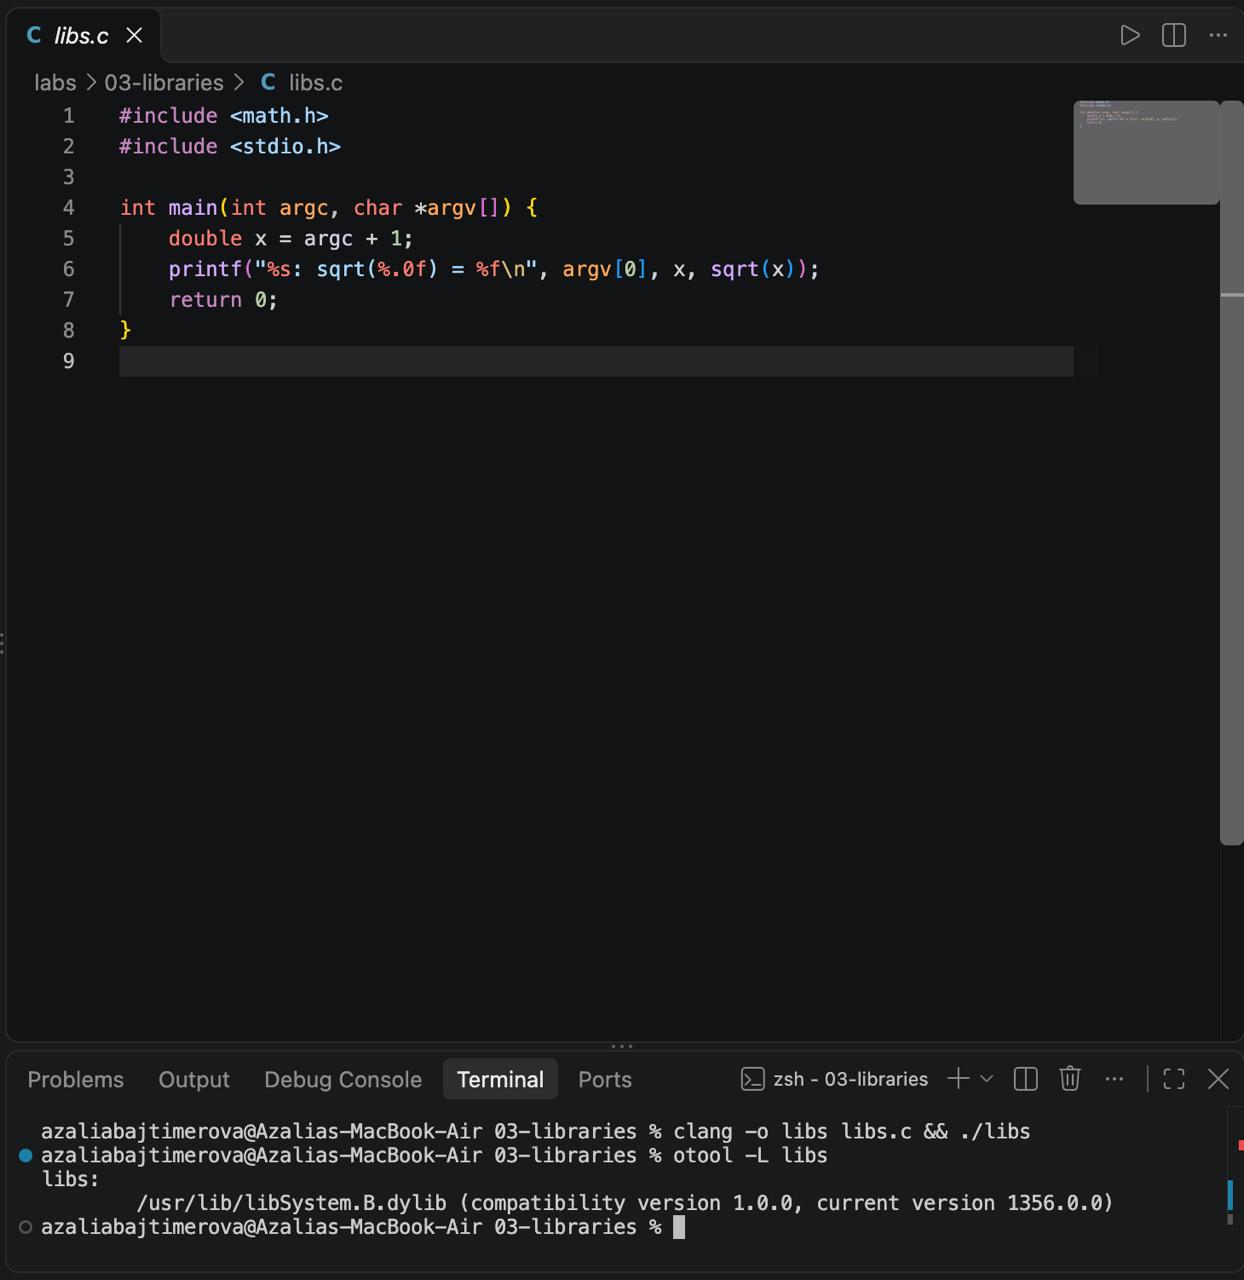 C libs.c
labs > 03-libraries > C libs.c
1 #include <math.h>
2 #include <stdio.h>
3
4 int main(int argc, char *argv[]) {
5     double x = argc + 1;
6     printf("%s: sqrt(%.0f) = %f\n", argv[0], x, sqrt(x));
7     return 0;
8 }
9
Problems Output Debug Console Terminal Ports zsh - 03-libraries
azaliabajtimerova@Azalias-MacBook-Air 03-libraries % clang -o libs libs.c && ./libs
azaliabajtimerova@Azalias-MacBook-Air 03-libraries % otool -L libs
libs:
        /usr/lib/libSystem.B.dylib (compatibility version 1.0.0, current version 1356.0.0)
azaliabajtimerova@Azalias-MacBook-Air 03-libraries %